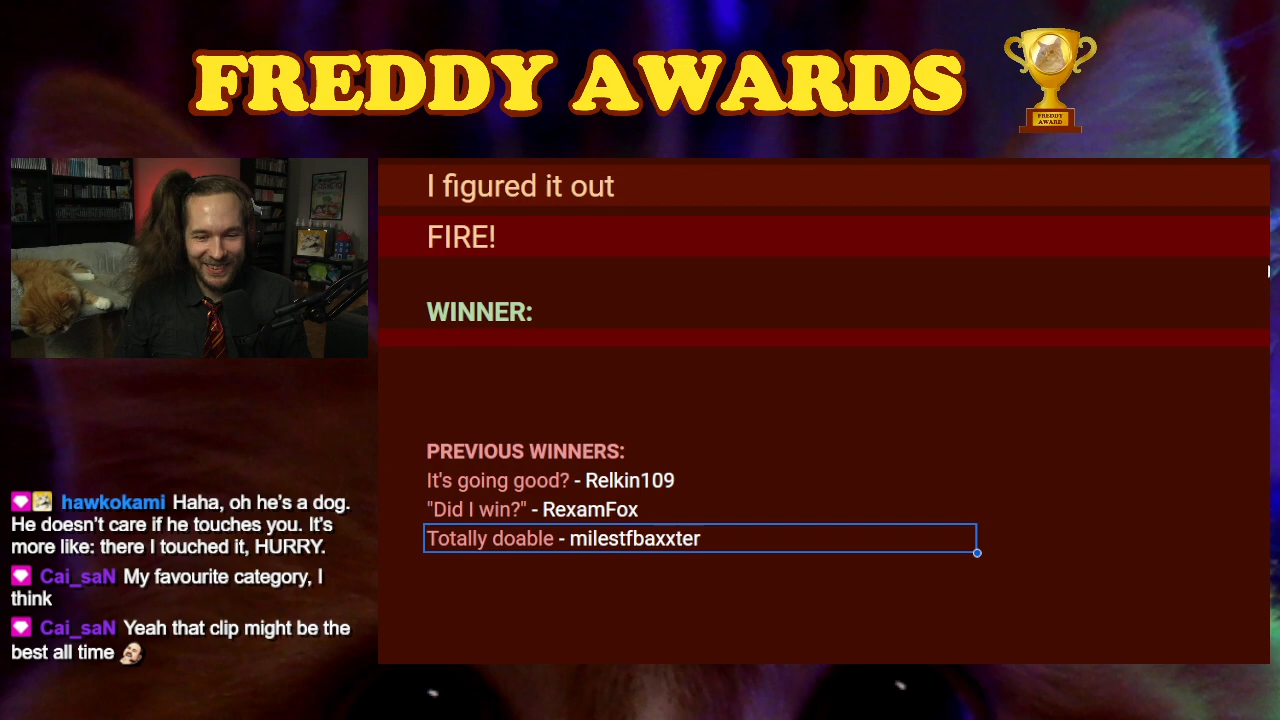 FREDDY AWARDS
FREDDY
AWARD
I figured it out
FIRE!
WINNER:
PREVIOUS WINNERS:
It's going good? - Relkin109
"Did I win?" - RexamFox
Totally doable - milestfbaxxter
hawkokami Haha, oh he's a dog.
He doesn't care if he touches you. It's
more like: there I touched it, HURRY.
Cai_saN My favourite category, I
think
Cai_saN Yeah that clip might be the
best all time